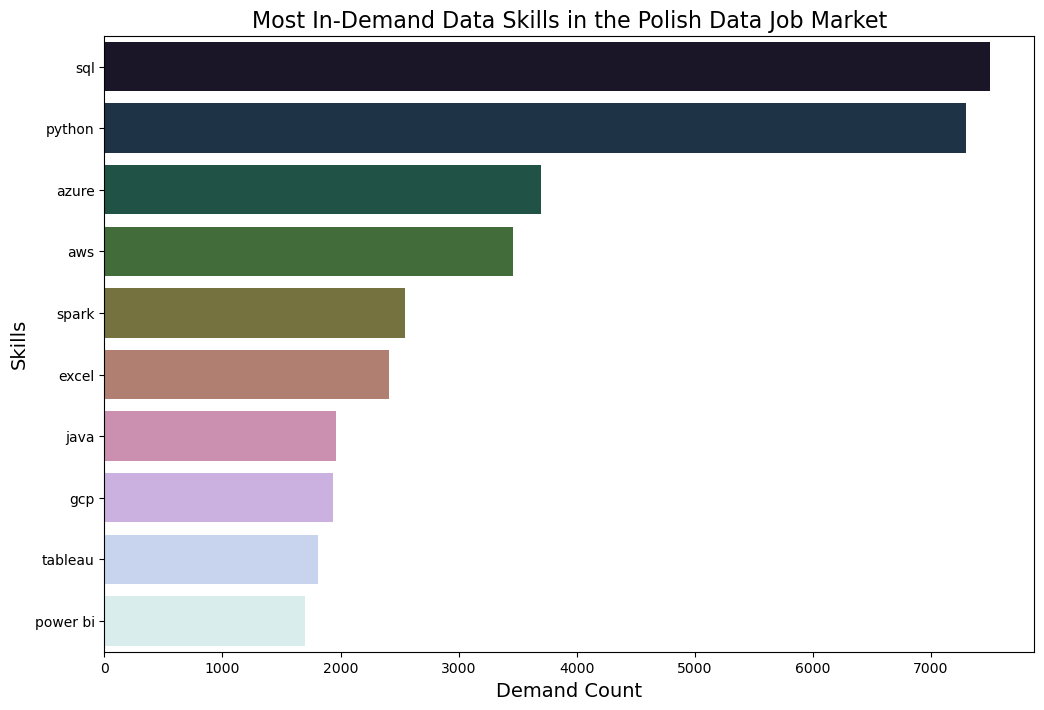 Most In-Demand Data Skills in the Polish Data Job Market
Skills
sql
python
azure
aws
spark
excel
java
gcp
tableau
power bi
0 1000 2000 3000 4000 5000 6000 7000
Demand Count